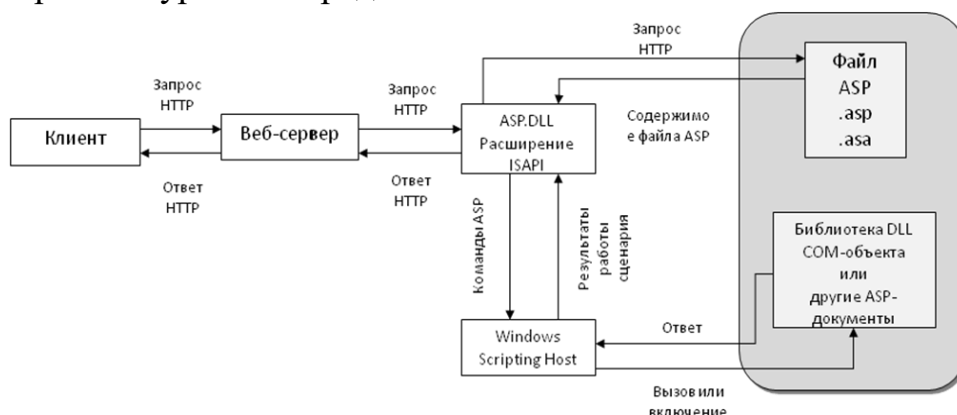 Запрос
HTTP
Запрос
HTTP
Запрос
HTTP
Файл
ASP
.asp
.asa
Клиент
Веб-сервер
ASP.DLL
Расширение
ISAPI
Содержимо
е файла ASP
Ответ
HTTP
Ответ
HTTP
Команды ASP
Результаты
работы
сценария
Библиотека DLL
COM-объекта
или
другие ASP-
документы
Windows
Scripting Host
Ответ
Вызов или
включение